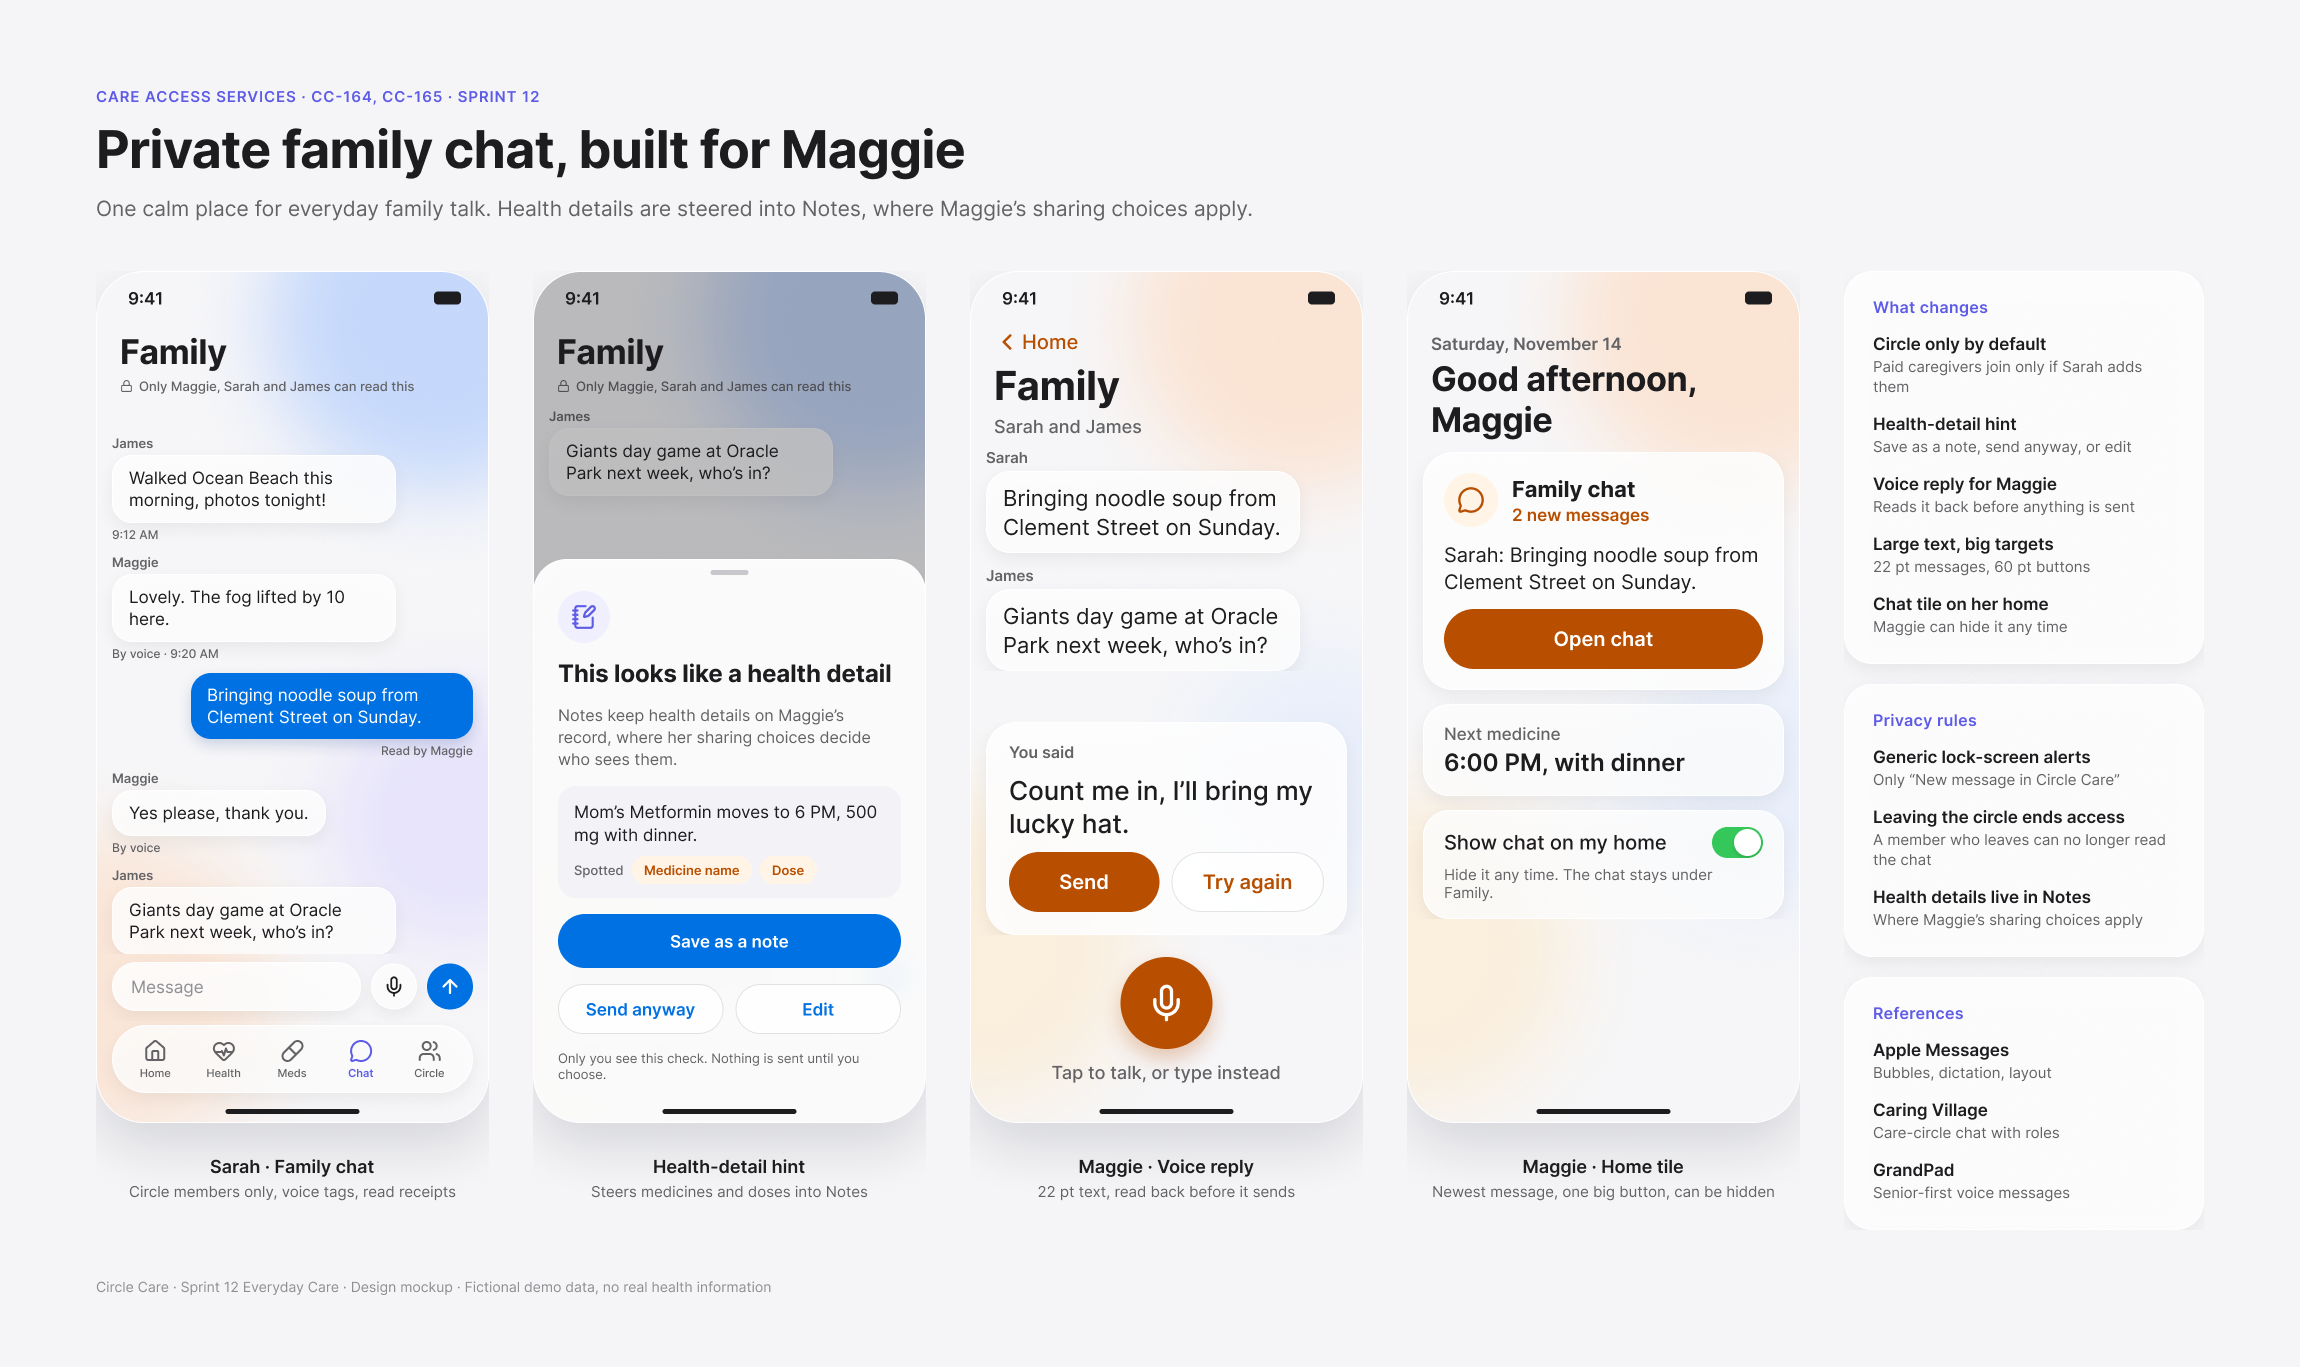 CARE ACCESS SERVICES · CC-164, CC-165 · SPRINT 12
Private family chat, built for Maggie
One calm place for everyday family talk. Health details are steered into Notes, where Maggie’s sharing choices apply.
9:41
Family
Only Maggie, Sarah and James can read this
James
Walked Ocean Beach this
morning, photos tonight!
9:12 AM
Maggie
Lovely. The fog lifted by 10
here.
By voice · 9:20 AM
Bringing noodle soup from
Clement Street on Sunday.
Read by Maggie
Maggie
Yes please, thank you.
By voice
James
Giants day game at Oracle
Park next week, who’s in?
Message
Home
Health
Meds
Chat
Circle
Sarah · Family chat
Circle members only, voice tags, read receipts
9:41
Family
Only Maggie, Sarah and James can read this
James
Giants day game at Oracle
Park next week, who’s in?
This looks like a health detail
Notes keep health details on Maggie’s
record, where her sharing choices decide
who sees them.
Mom’s Metformin moves to 6 PM, 500
mg with dinner.
Spotted
Medicine name
Dose
Save as a note
Send anyway
Edit
Only you see this check. Nothing is sent until you
choose.
Health-detail hint
Steers medicines and doses into Notes
9:41
Home
Family
Sarah and James
Sarah
Bringing noodle soup from
Clement Street on Sunday.
James
Giants day game at Oracle
Park next week, who’s in?
You said
Count me in, I’ll bring my
lucky hat.
Send
Try again
Tap to talk, or type instead
Maggie · Voice reply
22 pt text, read back before it sends
9:41
Saturday, November 14
Good afternoon,
Maggie
Family chat
2 new messages
Sarah: Bringing noodle soup from
Clement Street on Sunday.
Open chat
Next medicine
6:00 PM, with dinner
Show chat on my home
Hide it any time. The chat stays under
Family.
Maggie · Home tile
Newest message, one big button, can be hidden
What changes
Circle only by default
Paid caregivers join only if Sarah adds
them
Health-detail hint
Save as a note, send anyway, or edit
Voice reply for Maggie
Reads it back before anything is sent
Large text, big targets
22 pt messages, 60 pt buttons
Chat tile on her home
Maggie can hide it any time
Privacy rules
Generic lock-screen alerts
Only “New message in Circle Care”
Leaving the circle ends access
A member who leaves can no longer read
the chat
Health details live in Notes
Where Maggie’s sharing choices apply
References
Apple Messages
Bubbles, dictation, layout
Caring Village
Care-circle chat with roles
GrandPad
Senior-first voice messages
Circle Care · Sprint 12 Everyday Care · Design mockup · Fictional demo data, no real health information